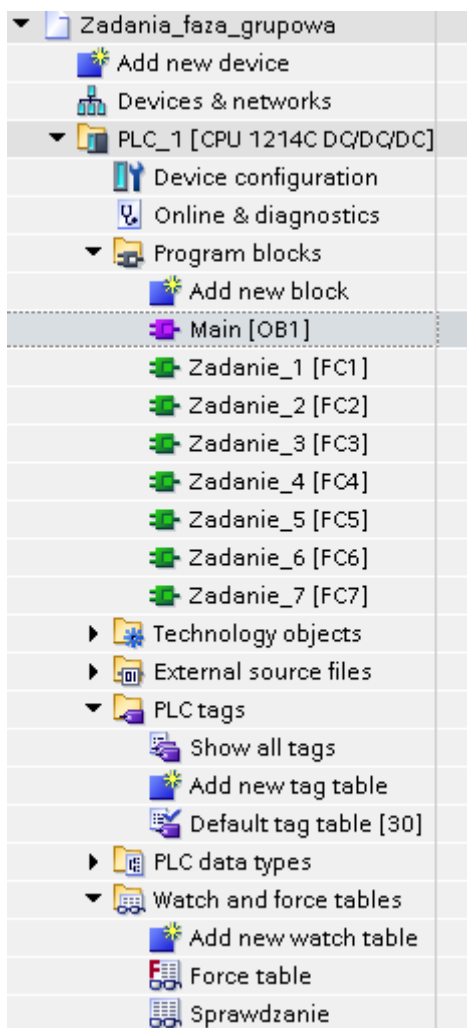 Zadania_faza_grupowa
Add new device
Devices & networks
PLC_1 [CPU 1214C DC/DC/DC]
Device configuration
Online & diagnostics
Program blocks
Add new block
Main [OB1]
Zadanie_1 [FC1]
Zadanie_2 [FC2]
Zadanie_3 [FC3]
Zadanie_4 [FC4]
Zadanie_5 [FC5]
Zadanie_6 [FC6]
Zadanie_7 [FC7]
Technology objects
External source files
PLC tags
Show all tags
Add new tag table
Default tag table [30]
PLC data types
Watch and force tables
Add new watch table
Force table
Sprawdzanie